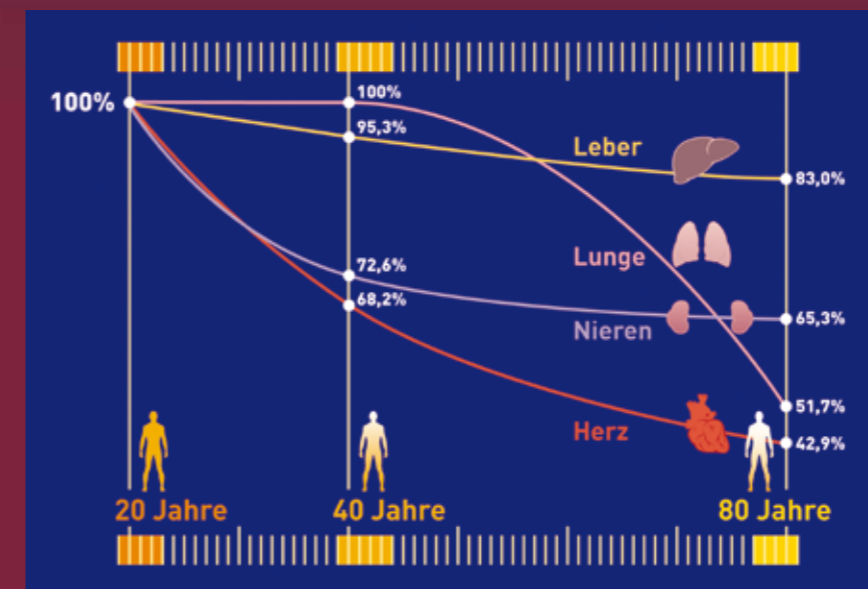 100%
100%
95,3%
Leber
83,0%
Lunge
72,6%
68,2%
Nieren
65,3%
51,7%
Herz
42,9%
20 Jahre
40 Jahre
80 Jahre